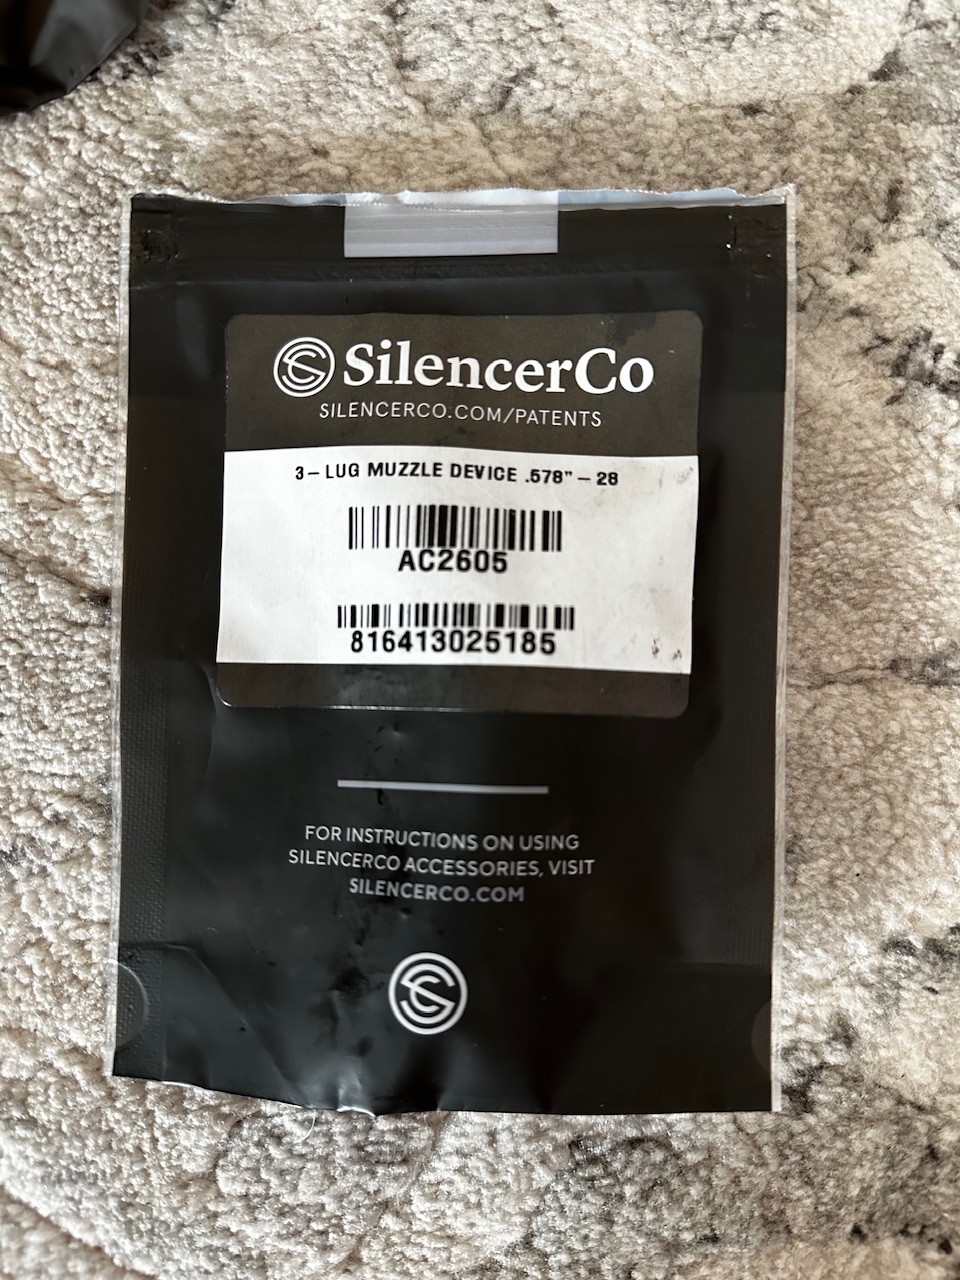 SilencerCo
SILENCERCO.COM/PATENTS
3-LUG MUZZLE DEVICE .578" - 28
AC2605
816413025185
FOR INSTRUCTIONS ON USING
SILENCERCO ACCESSORIES, VISIT
SILENCERCO.COM